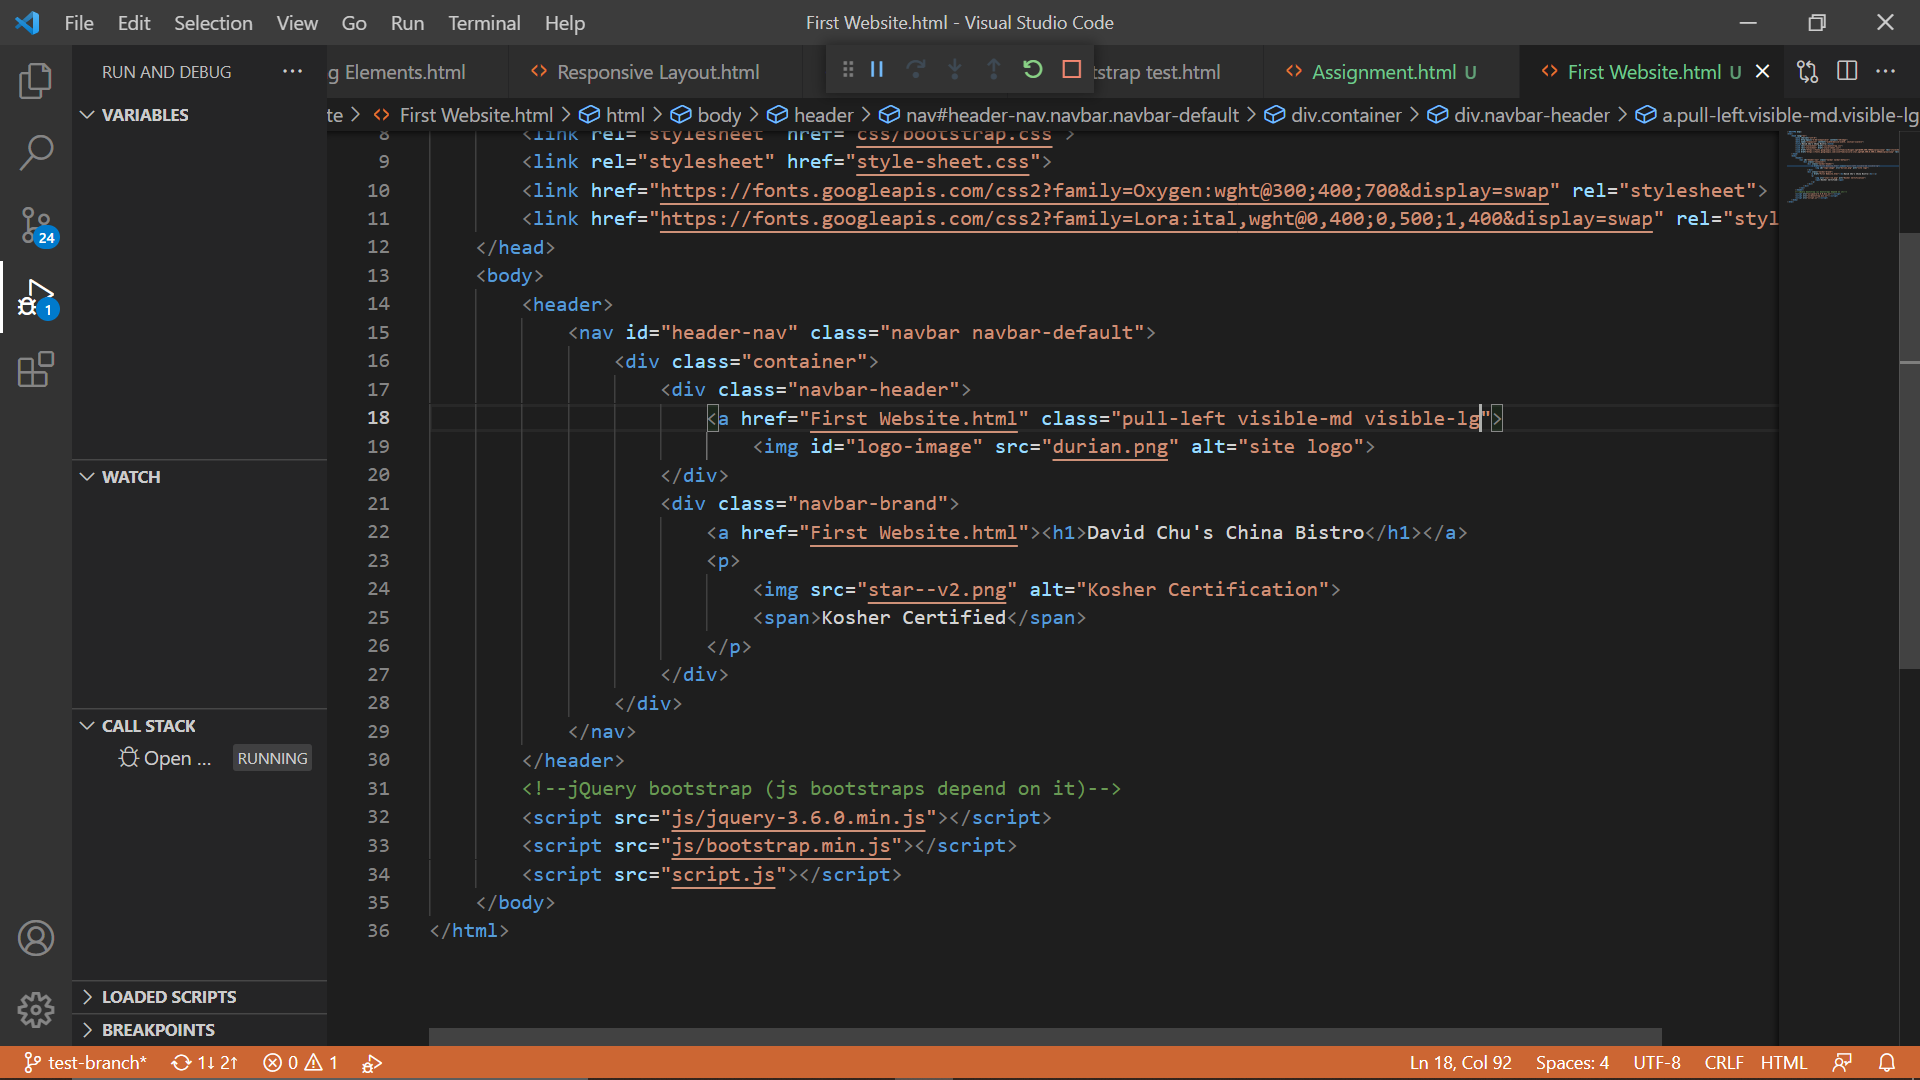 File Edit Selection View Go Run Terminal Help First Website.html - Visual Studio Code
RUN AND DEBUG
g Elements.html Responsive Layout.html tstrap test.html Assignment.html U First Website.html U
VARIABLES
te > First Website.html > html > body > header > nav#header-nav.navbar.navbar-default > div.container > div.navbar-header > a.pull-left.visible-md.visible-lg
8 <link rel="stylesheet" href="css/bootstrap.css">
9 <link rel="stylesheet" href="style-sheet.css">
10 <link href="https://fonts.googleapis.com/css2?family=Oxygen:wght@300;400;700&display=swap" rel="stylesheet">
11 <link href="https://fonts.googleapis.com/css2?family=Lora:ital,wght@0,400;0,500;1,400&display=swap" rel="styl
12 </head>
13 <body>
14 <header>
15 <nav id="header-nav" class="navbar navbar-default">
16 <div class="container">
17 <div class="navbar-header">
18 <a href="First Website.html" class="pull-left visible-md visible-lg">
19 <img id="logo-image" src="durian.png" alt="site logo">
20 </div>
21 <div class="navbar-brand">
22 <a href="First Website.html"><h1>David Chu's China Bistro</h1></a>
23 <p>
24 <img src="star--v2.png" alt="Kosher Certification">
25 <span>Kosher Certified</span>
26 </p>
27 </div>
28 </div>
29 </nav>
30 </header>
31 <!--jQuery bootstrap (js bootstraps depend on it)-->
32 <script src="js/jquery-3.6.0.min.js"></script>
33 <script src="js/bootstrap.min.js"></script>
34 <script src="script.js"></script>
35 </body>
36 </html>
24
1
WATCH
CALL STACK
Open ... RUNNING
LOADED SCRIPTS
BREAKPOINTS
test-branch* 1↓ 2↑ 0 1 Ln 18, Col 92 Spaces: 4 UTF-8 CRLF HTML